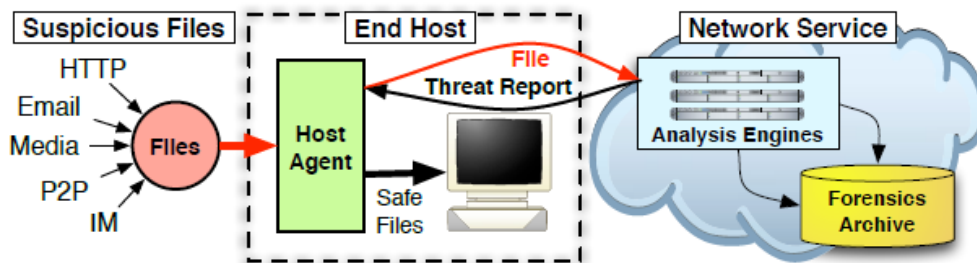 Suspicious Files
HTTP
Email
Media
P2P
IM
Files
End Host
Host
Agent
File
Threat Report
Safe
Files
Network Service
Analysis Engines
Forensics
Archive